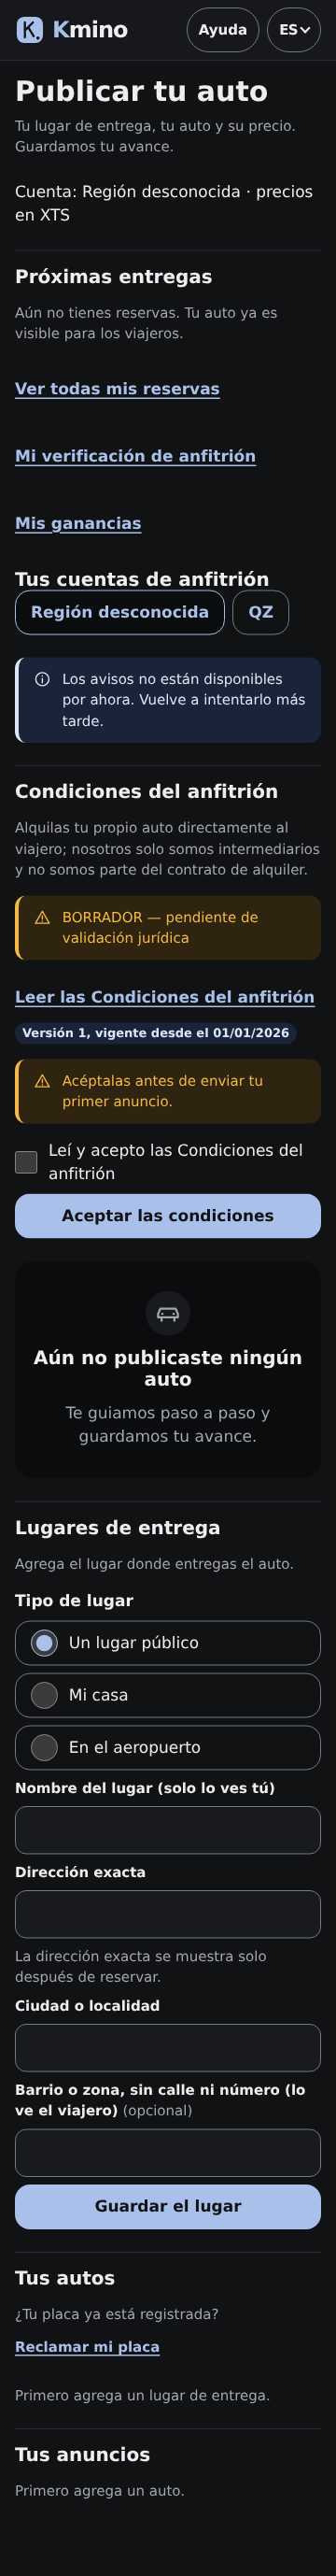 Kmino
Ayuda
ES
Publicar tu auto
Tu lugar de entrega, tu auto y su precio.
Guardamos tu avance.
Cuenta: Región desconocida · precios
en XTS
Próximas entregas
Aún no tienes reservas. Tu auto ya es
visible para los viajeros.
Ver todas mis reservas
Mi verificación de anfitrión
Mis ganancias
Tus cuentas de anfitrión
Región desconocida
QZ
Los avisos no están disponibles
por ahora. Vuelve a intentarlo más
tarde.
Condiciones del anfitrión
Alquilas tu propio auto directamente al
viajero; nosotros solo somos intermediarios
y no somos parte del contrato de alquiler.
BORRADOR — pendiente de
validación jurídica
Leer las Condiciones del anfitrión
Versión 1, vigente desde el 01/01/2026
Acéptalas antes de enviar tu
primer anuncio.
Leí y acepto las Condiciones del
anfitrión
Aceptar las condiciones
Aún no publicaste ningún
auto
Te guiamos paso a paso y
guardamos tu avance.
Lugares de entrega
Agrega el lugar donde entregas el auto.
Tipo de lugar
Un lugar público
Mi casa
En el aeropuerto
Nombre del lugar (solo lo ves tú)
Dirección exacta
La dirección exacta se muestra solo
después de reservar.
Ciudad o localidad
Barrio o zona, sin calle ni número (lo
ve el viajero) (opcional)
Guardar el lugar
Tus autos
¿Tu placa ya está registrada?
Reclamar mi placa
Primero agrega un lugar de entrega.
Tus anuncios
Primero agrega un auto.